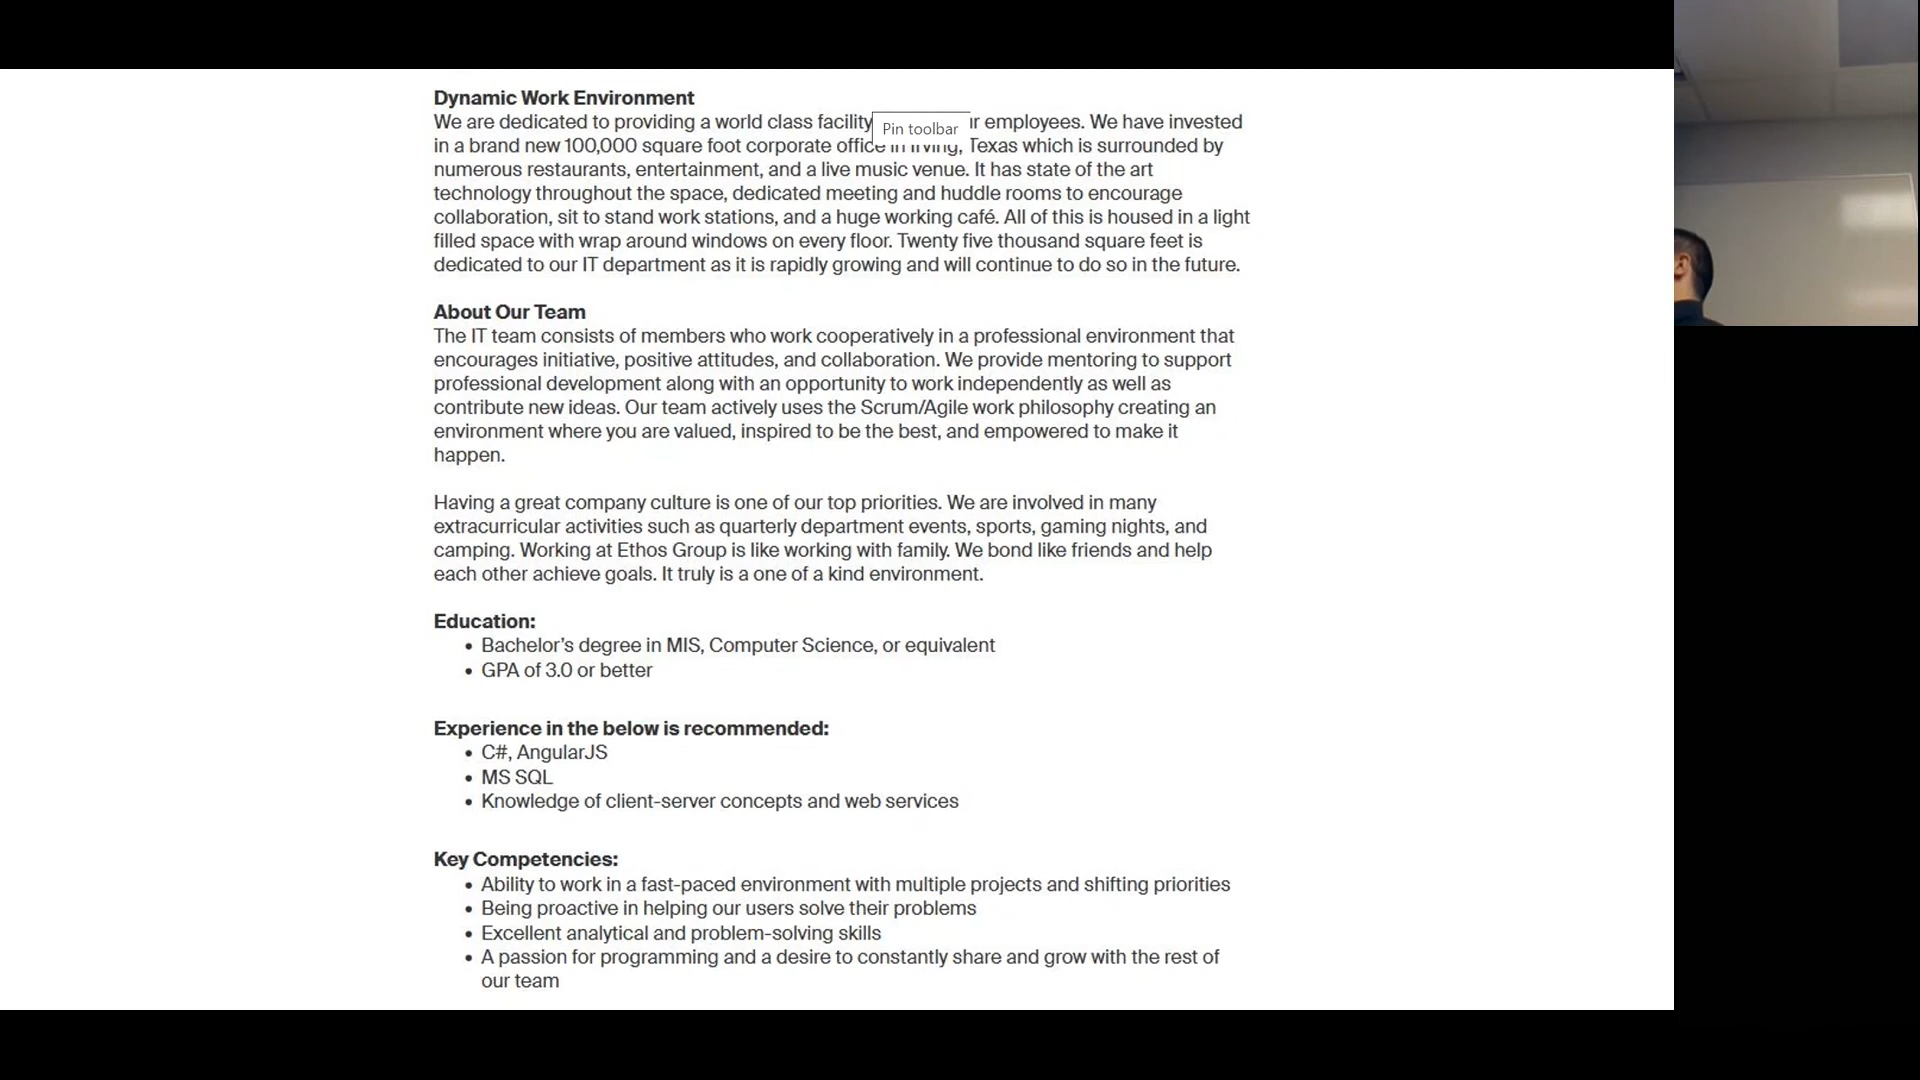 Dynamic Work Environment
We are dedicated to providing a world class facility
Pin toolbar
employees. We have invested
in a brand new 100,000 square foot corporate office in Irving, Texas which is surrounded by
numerous restaurants, entertainment, and a live music venue. It has state of the art
technology throughout the space, dedicated meeting and huddle rooms to encourage
collaboration, sit to stand work stations, and a huge working café. All of this is housed in a light
filled space with wrap around windows on every floor. Twenty five thousand square feet is
dedicated to our IT department as it is rapidly growing and will continue to do so in the future.
About Our Team
The IT team consists of members who work cooperatively in a professional environment that
encourages initiative, positive attitudes, and collaboration. We provide mentoring to support
professional development along with an opportunity to work independently as well as
contribute new ideas. Our team actively uses the Scrum/Agile work philosophy creating an
environment where you are valued, inspired to be the best, and empowered to make it
happen.
Having a great company culture is one of our top priorities. We are involved in many
extracurricular activities such as quarterly department events, sports, gaming nights, and
camping. Working at Ethos Group is like working with family. We bond like friends and help
each other achieve goals. It truly is a one of a kind environment.
Education:
• Bachelor’s degree in MIS, Computer Science, or equivalent
• GPA of 3.0 or better
Experience in the below is recommended:
• C#, AngularJS
• MS SQL
• Knowledge of client-server concepts and web services
Key Competencies:
• Ability to work in a fast-paced environment with multiple projects and shifting priorities
• Being proactive in helping our users solve their problems
• Excellent analytical and problem-solving skills
• A passion for programming and a desire to constantly share and grow with the rest of
our team